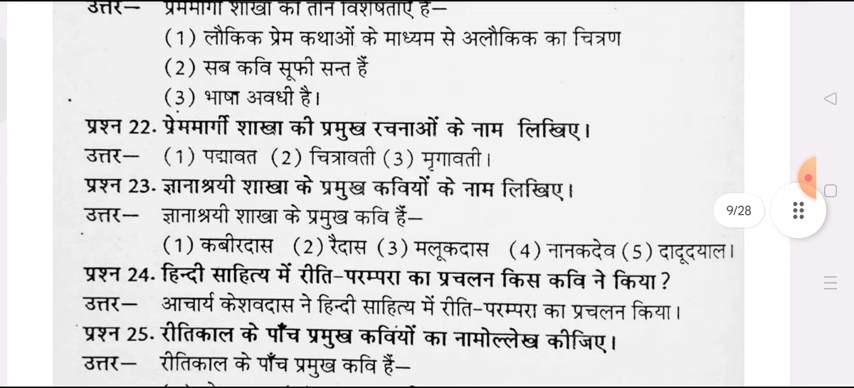 उत्तर— प्रेममार्गी शाखा की तीन विशेषताएँ हैं—
(1) लौकिक प्रेम कथाओं के माध्यम से अलौकिक का चित्रण
(2) सब कवि सूफी सन्त हैं
(3) भाषा अवधी है।
प्रश्न 22. प्रेममार्गी शाखा की प्रमुख रचनाओं के नाम लिखिए।
उत्तर— (1) पद्मावत (2) चित्रावती (3) मृगावती।
प्रश्न 23. ज्ञानाश्रयी शाखा के प्रमुख कवियों के नाम लिखिए।
उत्तर— ज्ञानाश्रयी शाखा के प्रमुख कवि हैं—
9/28
(1) कबीरदास (2) रैदास (3) मलूकदास (4) नानकदेव (5) दादूदयाल।
प्रश्न 24. हिन्दी साहित्य में रीति-परम्परा का प्रचलन किस कवि ने किया?
उत्तर— आचार्य केशवदास ने हिन्दी साहित्य में रीति-परम्परा का प्रचलन किया।
प्रश्न 25. रीतिकाल के पाँच प्रमुख कवियों का नामोल्लेख कीजिए।
उत्तर— रीतिकाल के पाँच प्रमुख कवि हैं—